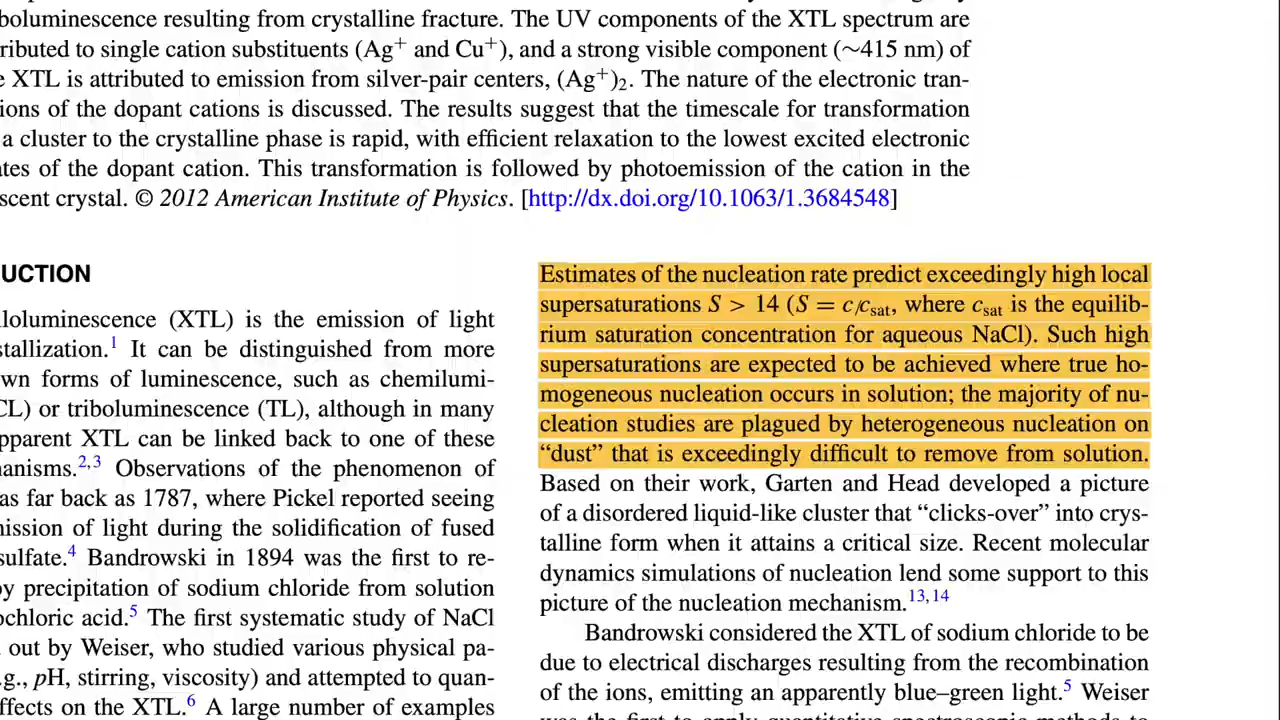 boluminescence resulting from crystalline fracture. The UV components of the XTL spectrum are
ributed to single cation substituents (Ag+ and Cu+), and a strong visible component (∼415 nm) of
e XTL is attributed to emission from silver-pair centers, (Ag+)2. The nature of the electronic tran-
ions of the dopant cations is discussed. The results suggest that the timescale for transformation
a cluster to the crystalline phase is rapid, with efficient relaxation to the lowest excited electronic
tes of the dopant cation. This transformation is followed by photoemission of the cation in the
scent crystal. © 2012 American Institute of Physics. [http://dx.doi.org/10.1063/1.3684548]
UCTION
lloluminescence (XTL) is the emission of light
stallization.1 It can be distinguished from more
wn forms of luminescence, such as chemilumi-
CL) or triboluminescence (TL), although in many
pparent XTL can be linked back to one of these
hanisms.2,3 Observations of the phenomenon of
as far back as 1787, where Pickel reported seeing
nission of light during the solidification of fused
sulfate.4 Bandrowski in 1894 was the first to re-
by precipitation of sodium chloride from solution
ochloric acid.5 The first systematic study of NaCl
out by Weiser, who studied various physical pa-
.g., pH, stirring, viscosity) and attempted to quan-
ffects on the XTL.6 A large number of examples
Estimates of the nucleation rate predict exceedingly high local
supersaturations S > 14 (S = c/csat, where csat is the equilib-
rium saturation concentration for aqueous NaCl). Such high
supersaturations are expected to be achieved where true ho-
mogeneous nucleation occurs in solution; the majority of nu-
cleation studies are plagued by heterogeneous nucleation on
“dust” that is exceedingly difficult to remove from solution.
Based on their work, Garten and Head developed a picture
of a disordered liquid-like cluster that “clicks-over” into crys-
talline form when it attains a critical size. Recent molecular
dynamics simulations of nucleation lend some support to this
picture of the nucleation mechanism.13,14
Bandrowski considered the XTL of sodium chloride to be
due to electrical discharges resulting from the recombination
of the ions, emitting an apparently blue–green light.5 Weiser